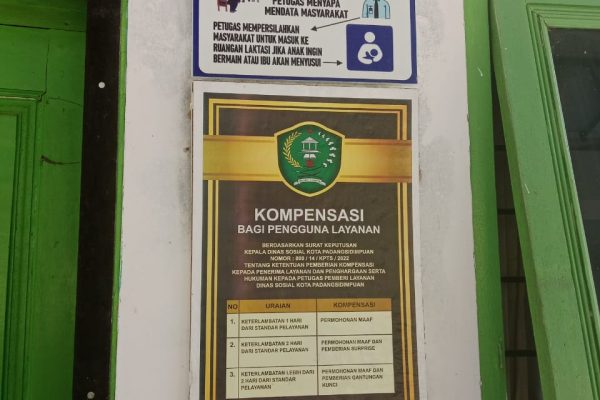 PETUGAS MENYAPA
MENDATA MASYARAKAT
PETUGAS MEMPERSILAHKAN
MASYARAKAT UNTUK MASUK KE
RUANGAN LAKTASI JIKA ANAK INGIN
BERMAIN ATAU IBU AKAN MENYUSUI
KOMPENSASI
BAGI PENGGUNA LAYANAN
BERDASARKAN SURAT KEPUTUSAN
KEPALA DINAS SOSIAL KOTA PADANGSIDIMPUAN
NOMOR : 800 / 14 / KPTS / 2022
TENTANG KETENTUAN PEMBERIAN KOMPENSASI
KEPADA PENERIMA LAYANAN DAN PENGHARGAAN SERTA
HUKUMAN KEPADA PETUGAS PEMBERI LAYANAN
DINAS SOSIAL KOTA PADANGSIDIMPUAN
NO URAIAN KOMPENSASI
1. KETERLAMBATAN 1 HARI DARI STANDAR PELAYANAN PERMOHONAN MAAF
2. KETERLAMBATAN 2 HARI DARI STANDAR PELAYANAN PERMOHONAN MAAF DAN PEMBERIAN SURPRISE
3. KETERLAMBATAN LEBIH DARI 2 HARI DARI STANDAR PELAYANAN PERMOHONAN MAAF DAN PEMBERIAN GANTUNGAN KUNCI